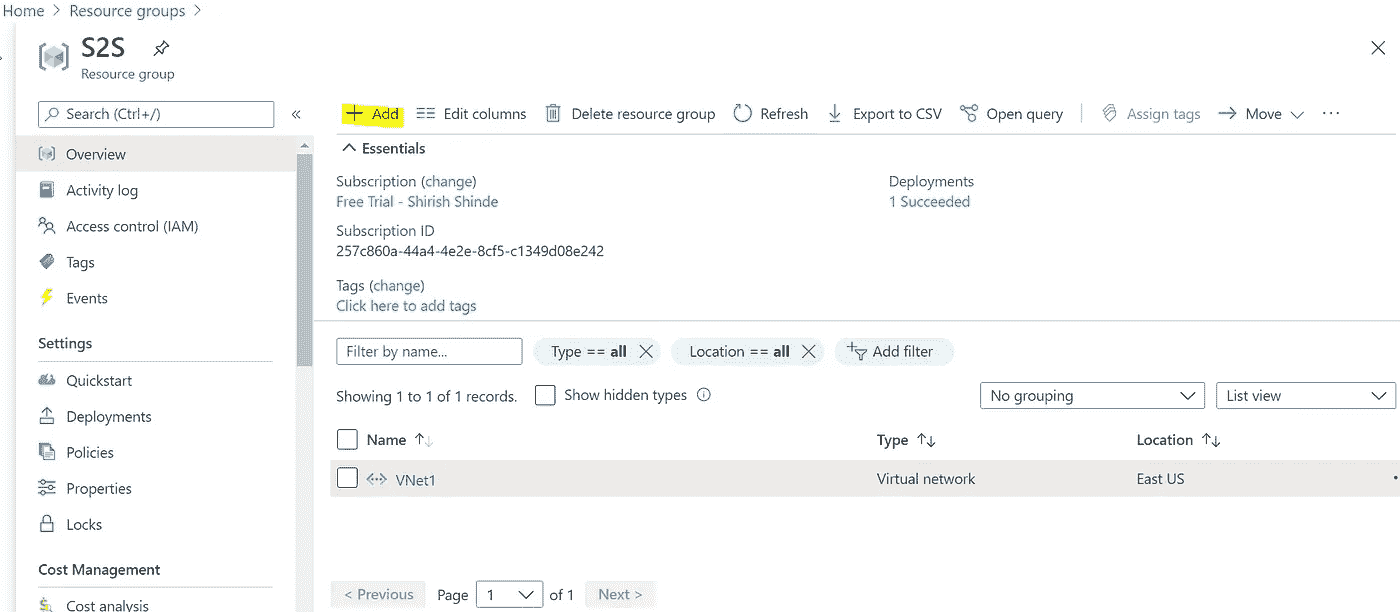 Home > Resource groups >
S2S
Resource group
Search (Ctrl+/)
«
Add
Edit columns
Delete resource group
Refresh
Export to CSV
Open query
Assign tags
Move
...
Overview
Activity log
Access control (IAM)
Tags
Events
Settings
Quickstart
Deployments
Policies
Properties
Locks
Cost Management
Cost analysis
Essentials
Subscription (change)
Free Trial - Shirish Shinde
Subscription ID
257c860a-44a4-4e2e-8cf5-c1349d08e242
Tags (change)
Click here to add tags
Deployments
1 Succeeded
Filter by name...
Type == all
Location == all
Add filter
Showing 1 to 1 of 1 records.
Show hidden types
No grouping
List view
Name
Type
Location
VNet1
Virtual network
East US
< Previous
Page 1 of 1
Next >